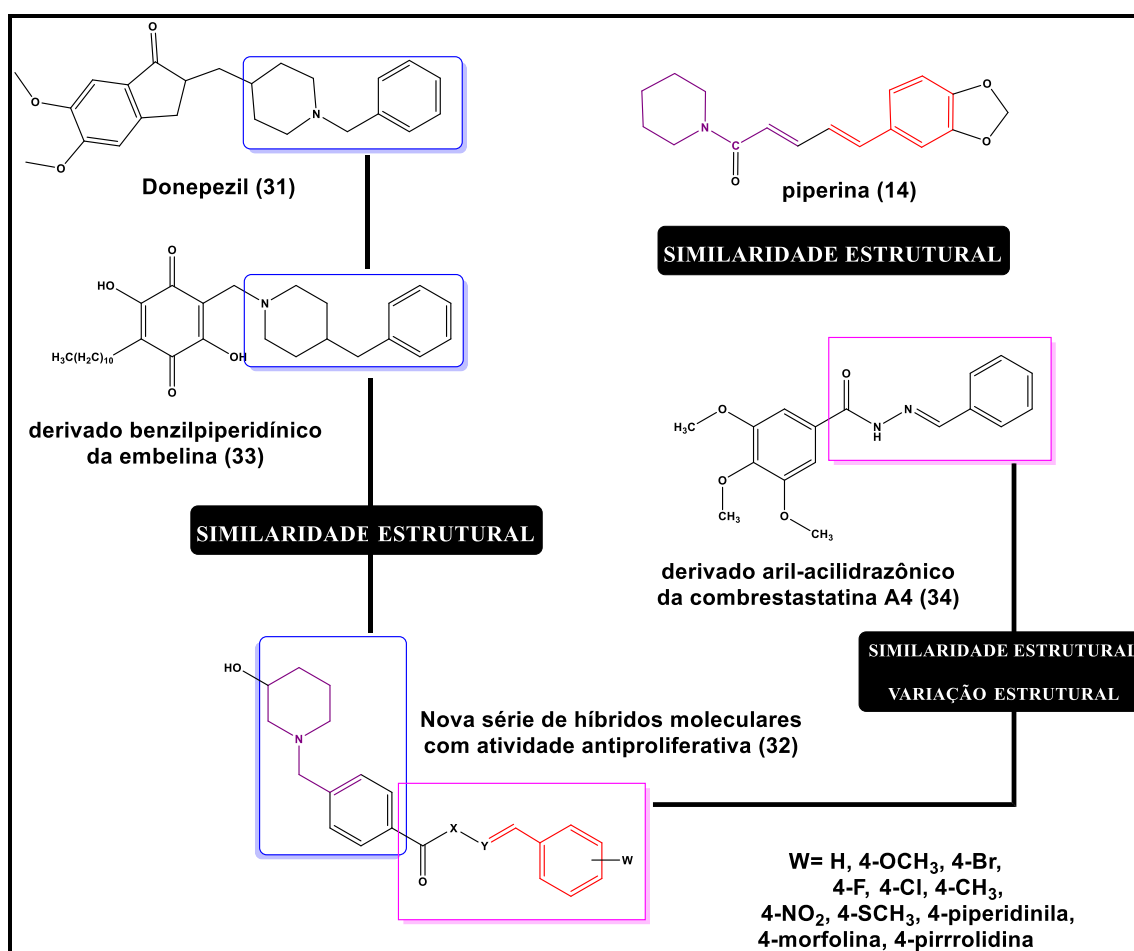 O
O
O
N
Donepezil (31)
N
C
O
O
O
piperina (14)
SIMILARIDADE ESTRUTURAL
O
HO
N
H₃C(H₂C)₁₀
OH
O
derivado benzilpiperidínico
da embelina (33)
SIMILARIDADE ESTRUTURAL
O
N
N
H
H₃C
O
O
CH₃
O
CH₃
derivado aril-acilidrazônico
da combrestastatina A4 (34)
SIMILARIDADE ESTRUTURAL
VARIAÇÃO ESTRUTURAL
HO
N
Nova série de híbridos moleculares
com atividade antiproliferativa (32)
X
Y
O
W
W= H, 4-OCH₃, 4-Br,
4-F, 4-Cl, 4-CH₃,
4-NO₂, 4-SCH₃, 4-piperidinila,
4-morfolina, 4-pirrrolidina